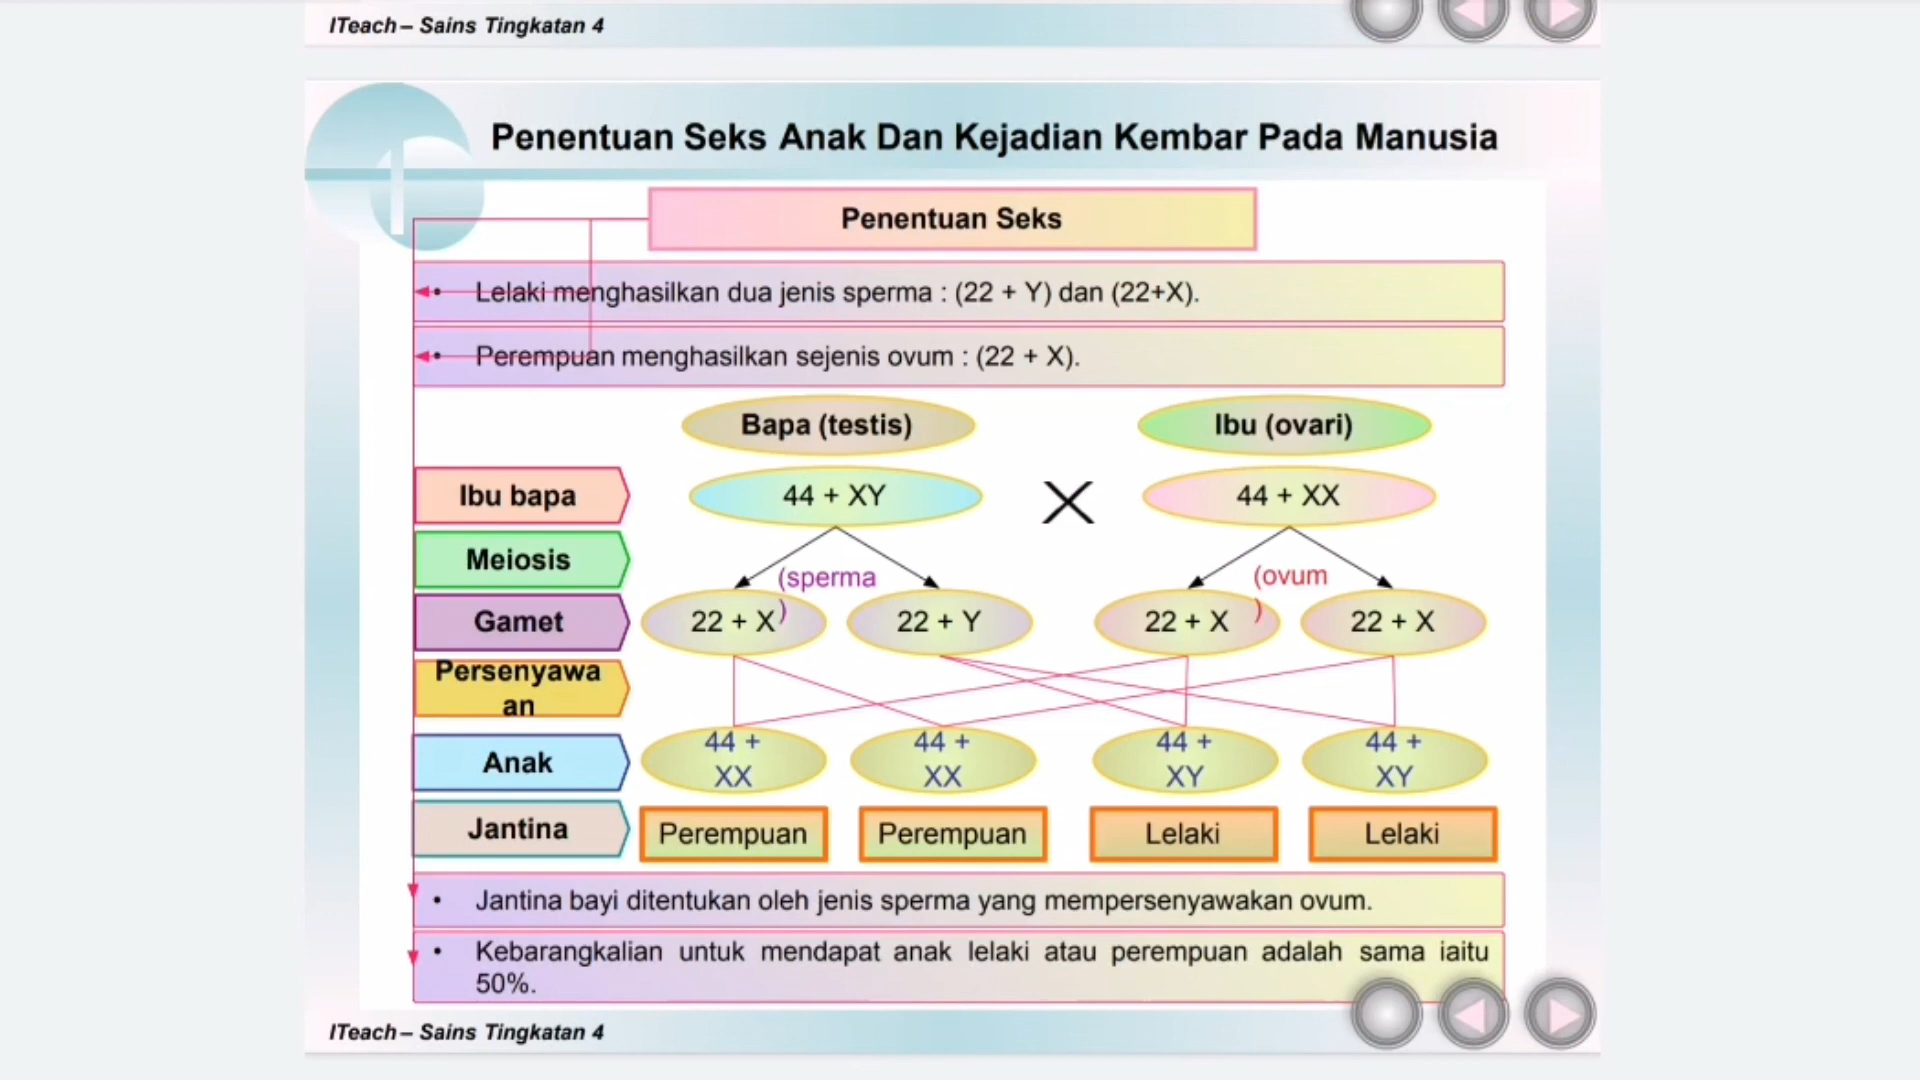 ITeach – Sains Tingkatan 4
Penentuan Seks Anak Dan Kejadian Kembar Pada Manusia
Penentuan Seks
• Lelaki menghasilkan dua jenis sperma : (22 + Y) dan (22+X).
• Perempuan menghasilkan sejenis ovum : (22 + X).
Bapa (testis)
Ibu (ovari)
Ibu bapa
44 + XY
44 + XX
Meiosis
(sperma
)
(ovum
)
Gamet
22 + X
22 + Y
22 + X
22 + X
Persenyawa
an
Anak
44 +
XX
44 +
XX
44 +
XY
44 +
XY
Jantina
Perempuan
Perempuan
Lelaki
Lelaki
• Jantina bayi ditentukan oleh jenis sperma yang mempersenyawakan ovum.
• Kebarangkalian untuk mendapat anak lelaki atau perempuan adalah sama iaitu
50%.
ITeach – Sains Tingkatan 4